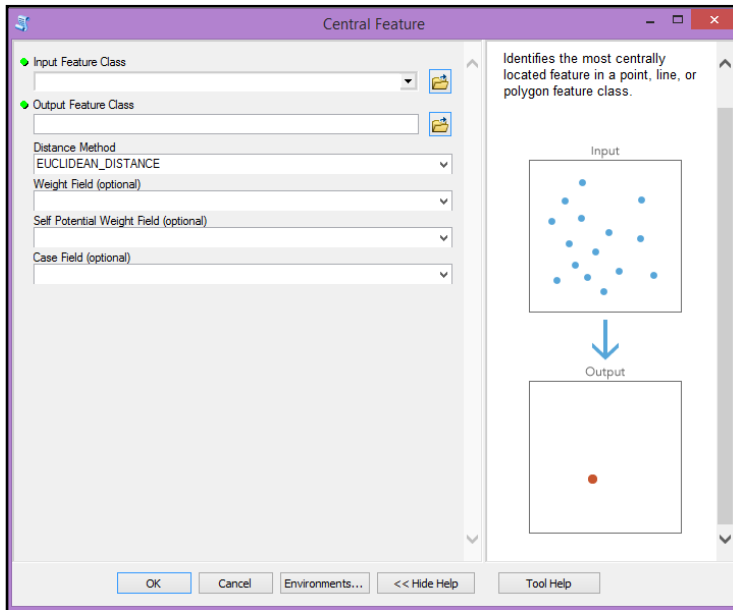 Central Feature
Input Feature Class
Output Feature Class
Distance Method
EUCLIDEAN_DISTANCE
Weight Field (optional)
Self Potential Weight Field (optional)
Case Field (optional)
Identifies the most centrally
located feature in a point, line, or
polygon feature class.
Input
Output
OK
Cancel
Environments...
<< Hide Help
Tool Help